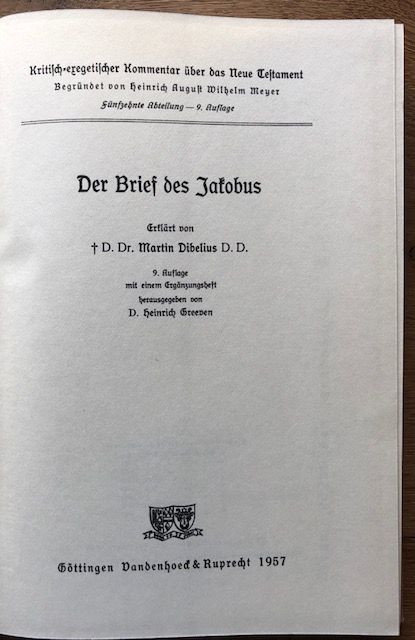 Kritisch-exegetischer Kommentar über das Neue Testament
Begründet von Heinrich August Wilhelm Meyer
Fünfzehnte Abteilung — 9. Auflage
Der Brief des Jakobus
Erklärt von
† D. Dr. Martin Dibelius D. D.
9. Auflage
mit einem Ergänzungsheft
herausgegeben von
D. Heinrich Greeven
Göttingen Vandenhoeck & Ruprecht 1957